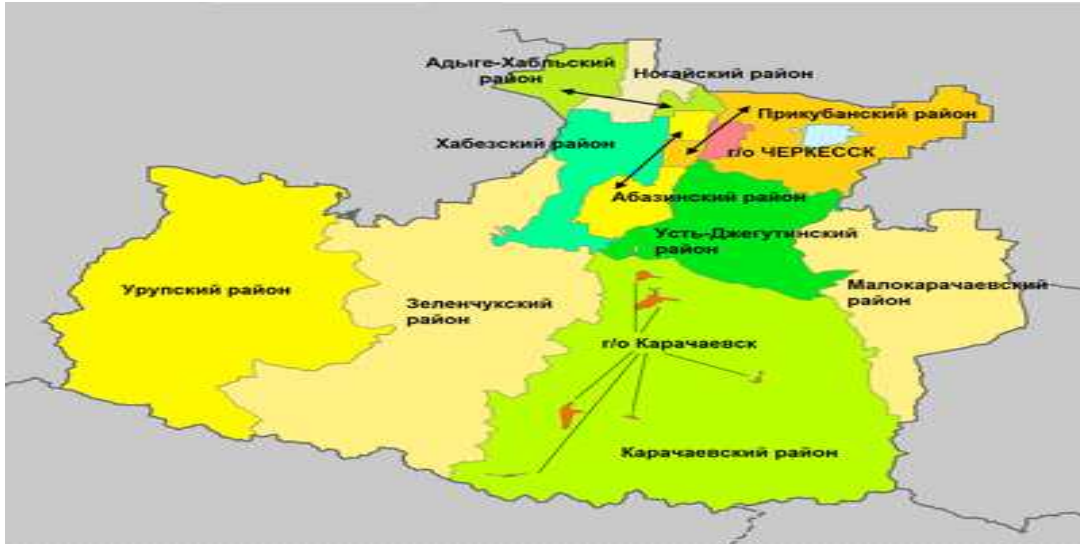 Адыге-Хабльский
район
Ногайский район
Прикубанский район
Хабезский район
г/о ЧЕРКЕССК
Абазинский район
Усть-Джегутинский
район
Урупский район
Зеленчукский
район
Малокарачаевский
район
г/о Карачаевск
Карачаевский район